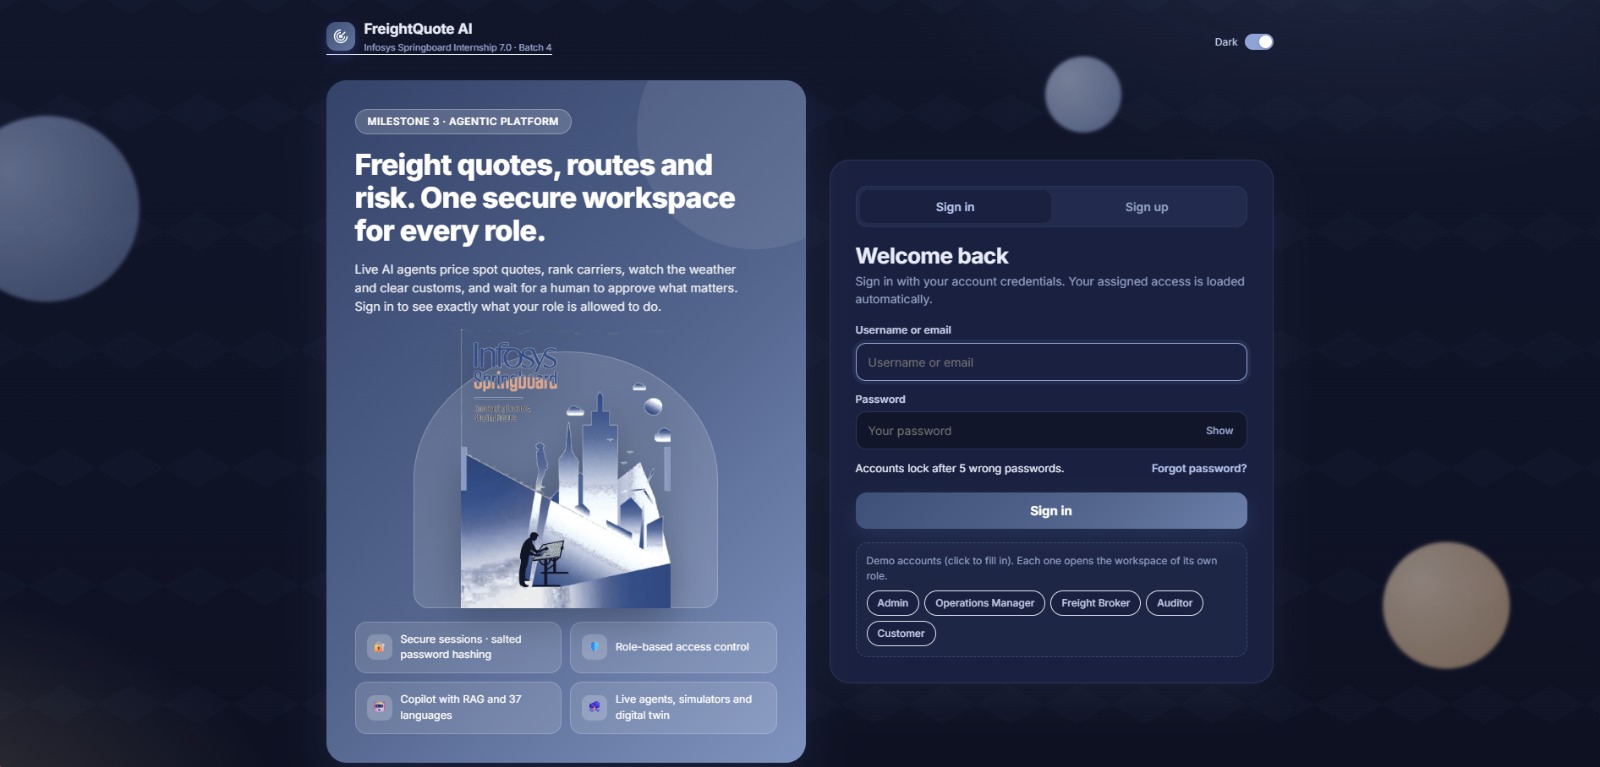 FreightQuote AI
Infosys Springboard Internship 7.0 · Batch 4
Dark
MILESTONE 3 · AGENTIC PLATFORM
Freight quotes, routes and
risk. One secure workspace
for every role.
Live AI agents price spot quotes, rank carriers, watch the weather
and clear customs, and wait for a human to approve what matters.
Sign in to see exactly what your role is allowed to do.
Infosys
Springboard
Secure sessions · salted
password hashing
Role-based access control
Copilot with RAG and 37
languages
Live agents, simulators and
digital twin
Sign in
Sign up
Welcome back
Sign in with your account credentials. Your assigned access is loaded
automatically.
Username or email
Username or email
Password
Your password
Show
Accounts lock after 5 wrong passwords.
Forgot password?
Sign in
Demo accounts (click to fill in). Each one opens the workspace of its own
role.
Admin
Operations Manager
Freight Broker
Auditor
Customer